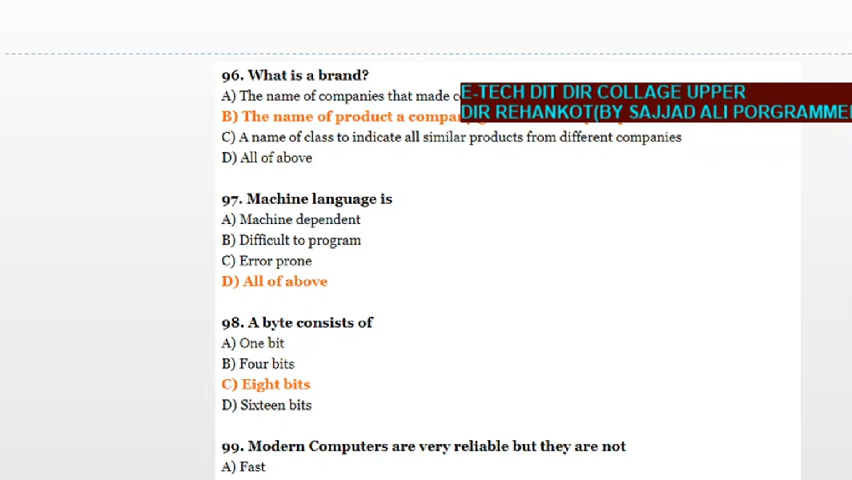 96. What is a brand?
A) The name of companies that made
E-TECH DIT DIR COLLAGE UPPER
B) The name of product a
DIR REHANKOT(BY SAJJAD ALI PORGRAMMER
C) A name of class to indicate all similar products from different companies
D) All of above
97. Machine language is
A) Machine dependent
B) Difficult to program
C) Error prone
D) All of above
98. A byte consists of
A) One bit
B) Four bits
C) Eight bits
D) Sixteen bits
99. Modern Computers are very reliable but they are not
A) Fast